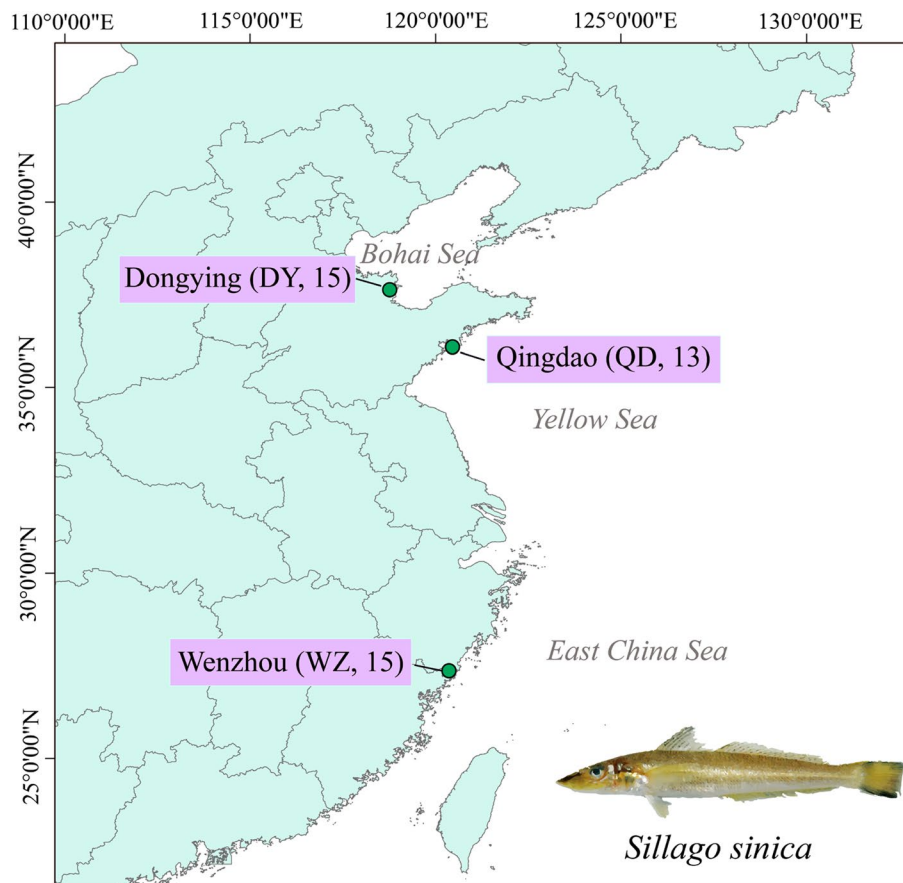 110°0'00"E 115°0'00"E 120°0'00"E 125°0'00"E 130°0'00"E
40°0'00"N
Bohai Sea
Dongying (DY, 15)
Qingdao (QD, 13)
35°0'00"N
Yellow Sea
30°0'00"N
East China Sea
Wenzhou (WZ, 15)
25°0'00"N
Sillago sinica